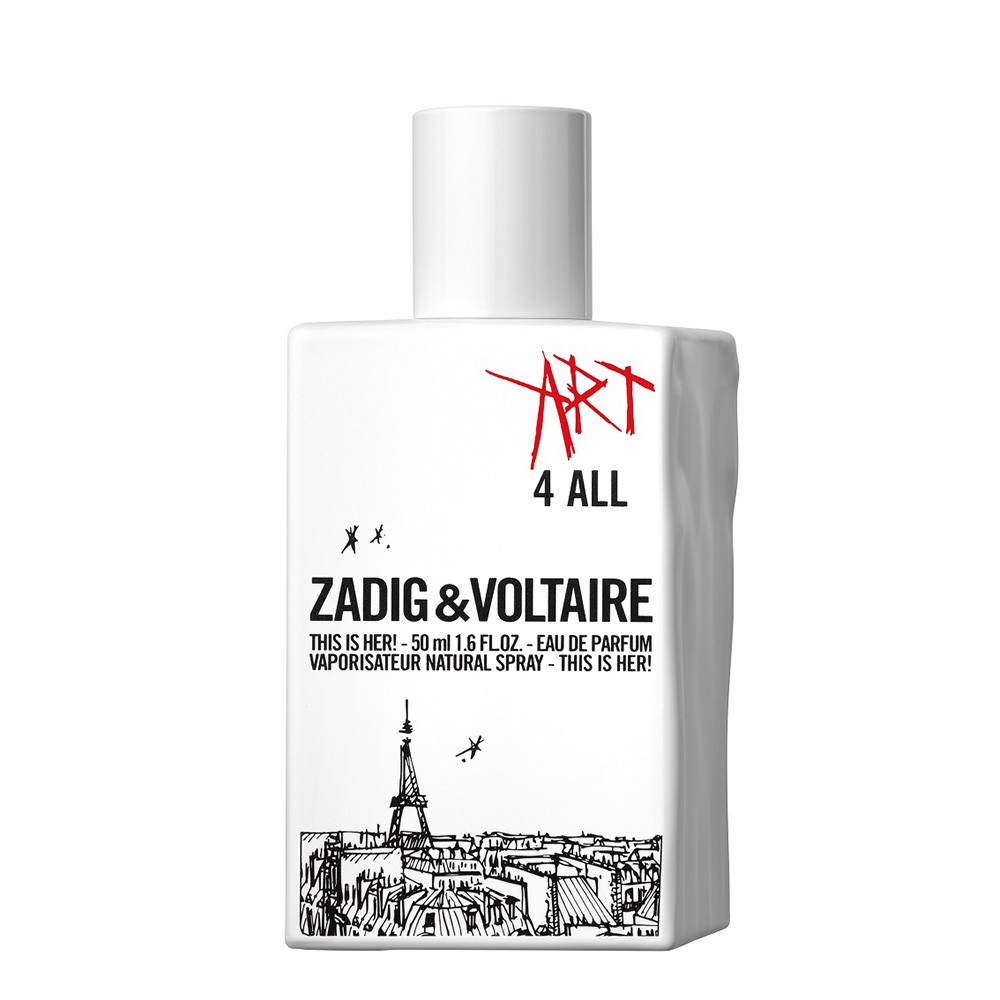 ART
4 ALL
ZADIG & VOLTAIRE
THIS IS HER! - 50 ml 1.6 FL.OZ. - EAU DE PARFUM
VAPORISATEUR NATURAL SPRAY - THIS IS HER!